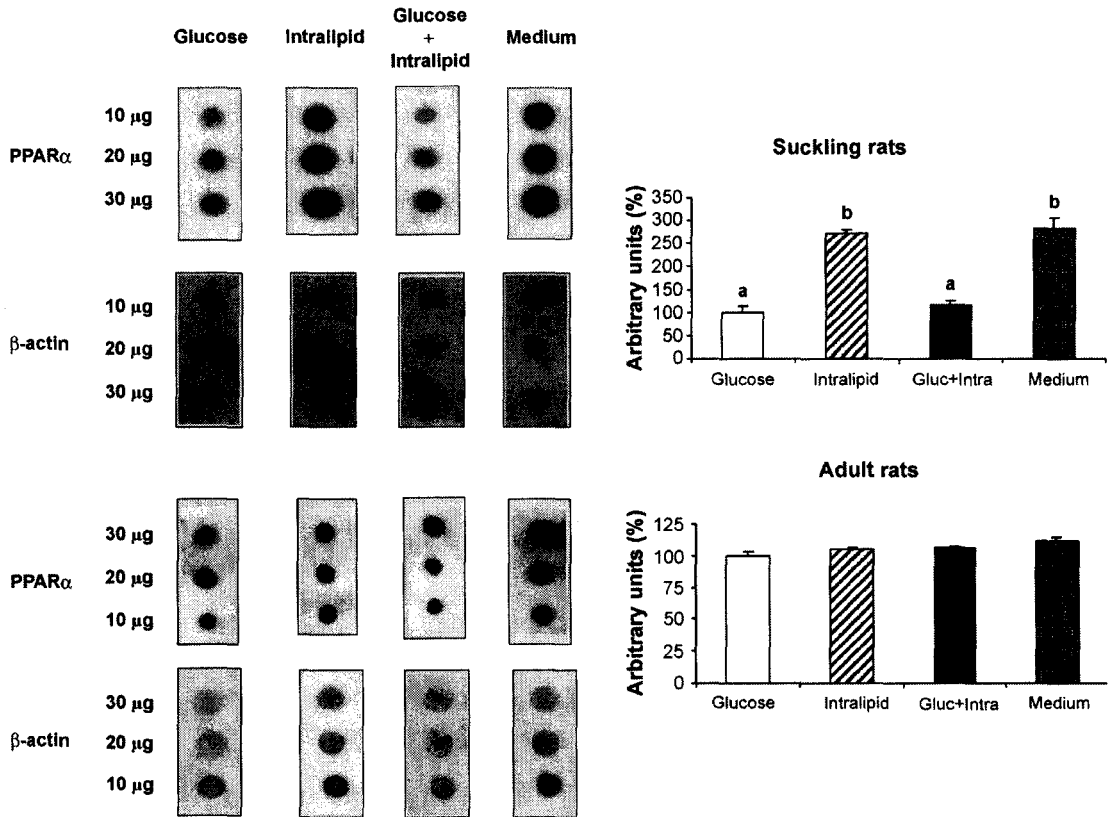 Glucose Intralipid Glucose + Intralipid Medium
PPARα
10 µg
20 µg
30 µg
β-actin
10 µg
20 µg
30 µg
PPARα
30 µg
20 µg
10 µg
β-actin
30 µg
20 µg
10 µg
Suckling rats
Arbitrary units (%)
350
300
250
200
150
100
50
0
a
b
a
b
Glucose Intralipid Gluc+Intra Medium
Adult rats
Arbitrary units (%)
125
100
75
50
25
0
Glucose Intralipid Gluc+Intra Medium